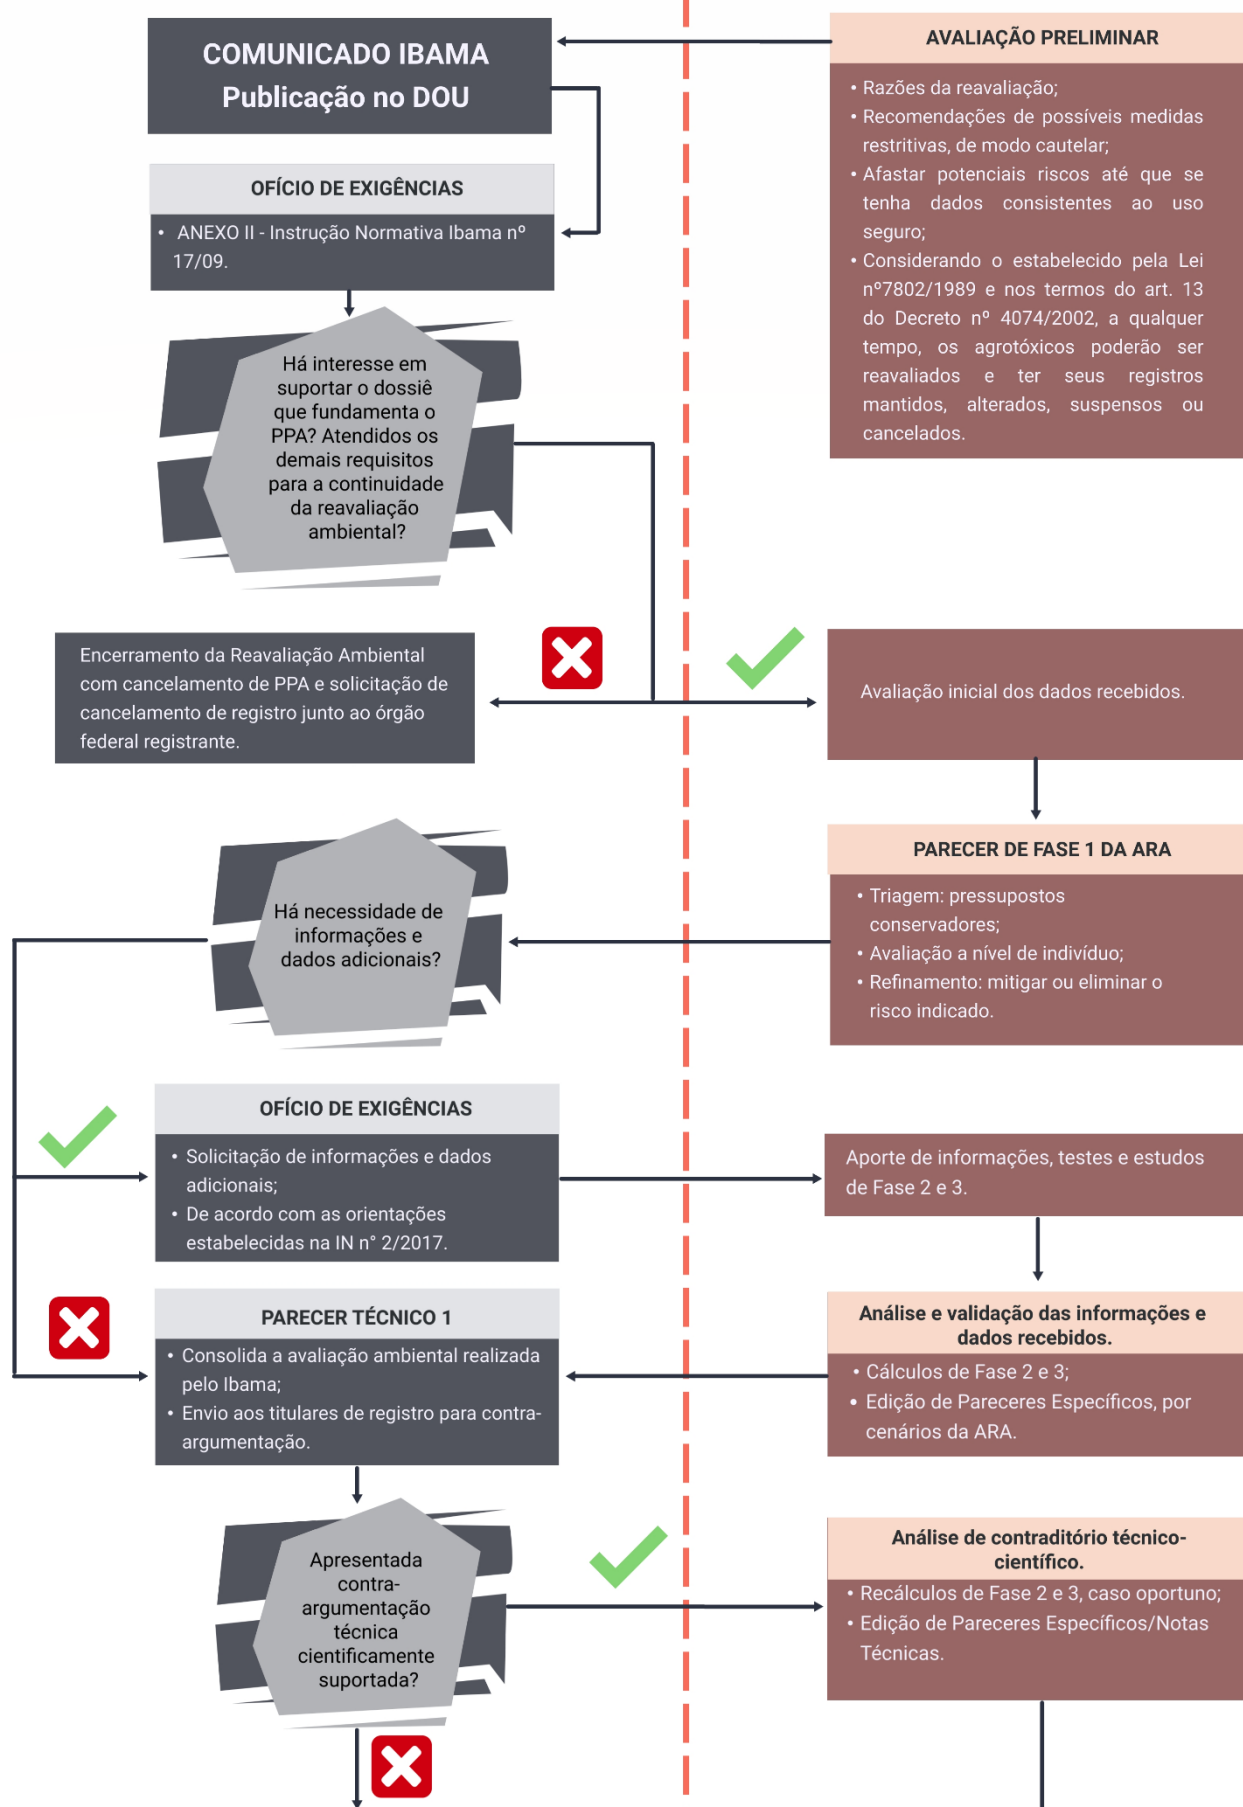 COMUNICADO IBAMA
Publicação no DOU
AVALIAÇÃO PRELIMINAR
• Razões da reavaliação;
• Recomendações de possíveis medidas
restritivas, de modo cautelar;
• Afastar potenciais riscos até que se
tenha dados consistentes ao uso
seguro;
• Considerando o estabelecido pela Lei
nº7802/1989 e nos termos do art. 13
do Decreto nº 4074/2002, a qualquer
tempo, os agrotóxicos poderão ser
reavaliados e ter seus registros
mantidos, alterados, suspensos ou
cancelados.
OFÍCIO DE EXIGÊNCIAS
• ANEXO II - Instrução Normativa Ibama nº
17/09.
Há interesse em
suportar o dossiê
que fundamenta o
PPA? Atendidos os
demais requisitos
para a continuidade
da reavaliação
ambiental?
Encerramento da Reavaliação Ambiental
com cancelamento de PPA e solicitação de
cancelamento de registro junto ao órgão
federal registrante.
Avaliação inicial dos dados recebidos.
PARECER DE FASE 1 DA ARA
• Triagem: pressupostos
conservadores;
• Avaliação a nível de indivíduo;
• Refinamento: mitigar ou eliminar o
risco indicado.
Há necessidade de
informações e
dados adicionais?
OFÍCIO DE EXIGÊNCIAS
• Solicitação de informações e dados
adicionais;
• De acordo com as orientações
estabelecidas na IN n° 2/2017.
Aporte de informações, testes e estudos
de Fase 2 e 3.
PARECER TÉCNICO 1
• Consolida a avaliação ambiental realizada
pelo Ibama;
• Envio aos titulares de registro para contra-
argumentação.
Análise e validação das informações e
dados recebidos.
• Cálculos de Fase 2 e 3;
• Edição de Pareceres Específicos, por
cenários da ARA.
Apresentada
contra-
argumentação
técnica
cientificamente
suportada?
Análise de contraditório técnico-
científico.
• Recálculos de Fase 2 e 3, caso oportuno;
• Edição de Pareceres Específicos/Notas
Técnicas.